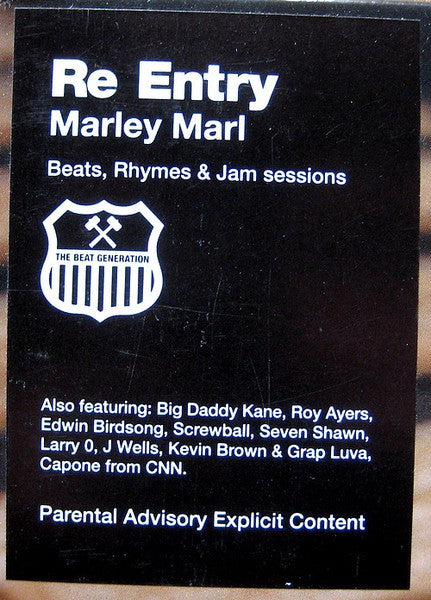 Re Entry
Marley Marl
Beats, Rhymes & Jam sessions
THE BEAT GENERATION
Also featuring: Big Daddy Kane, Roy Ayers,
Edwin Birdsong, Screwball, Seven Shawn,
Larry 0, J Wells, Kevin Brown & Grap Luva,
Capone from CNN.
Parental Advisory Explicit Content